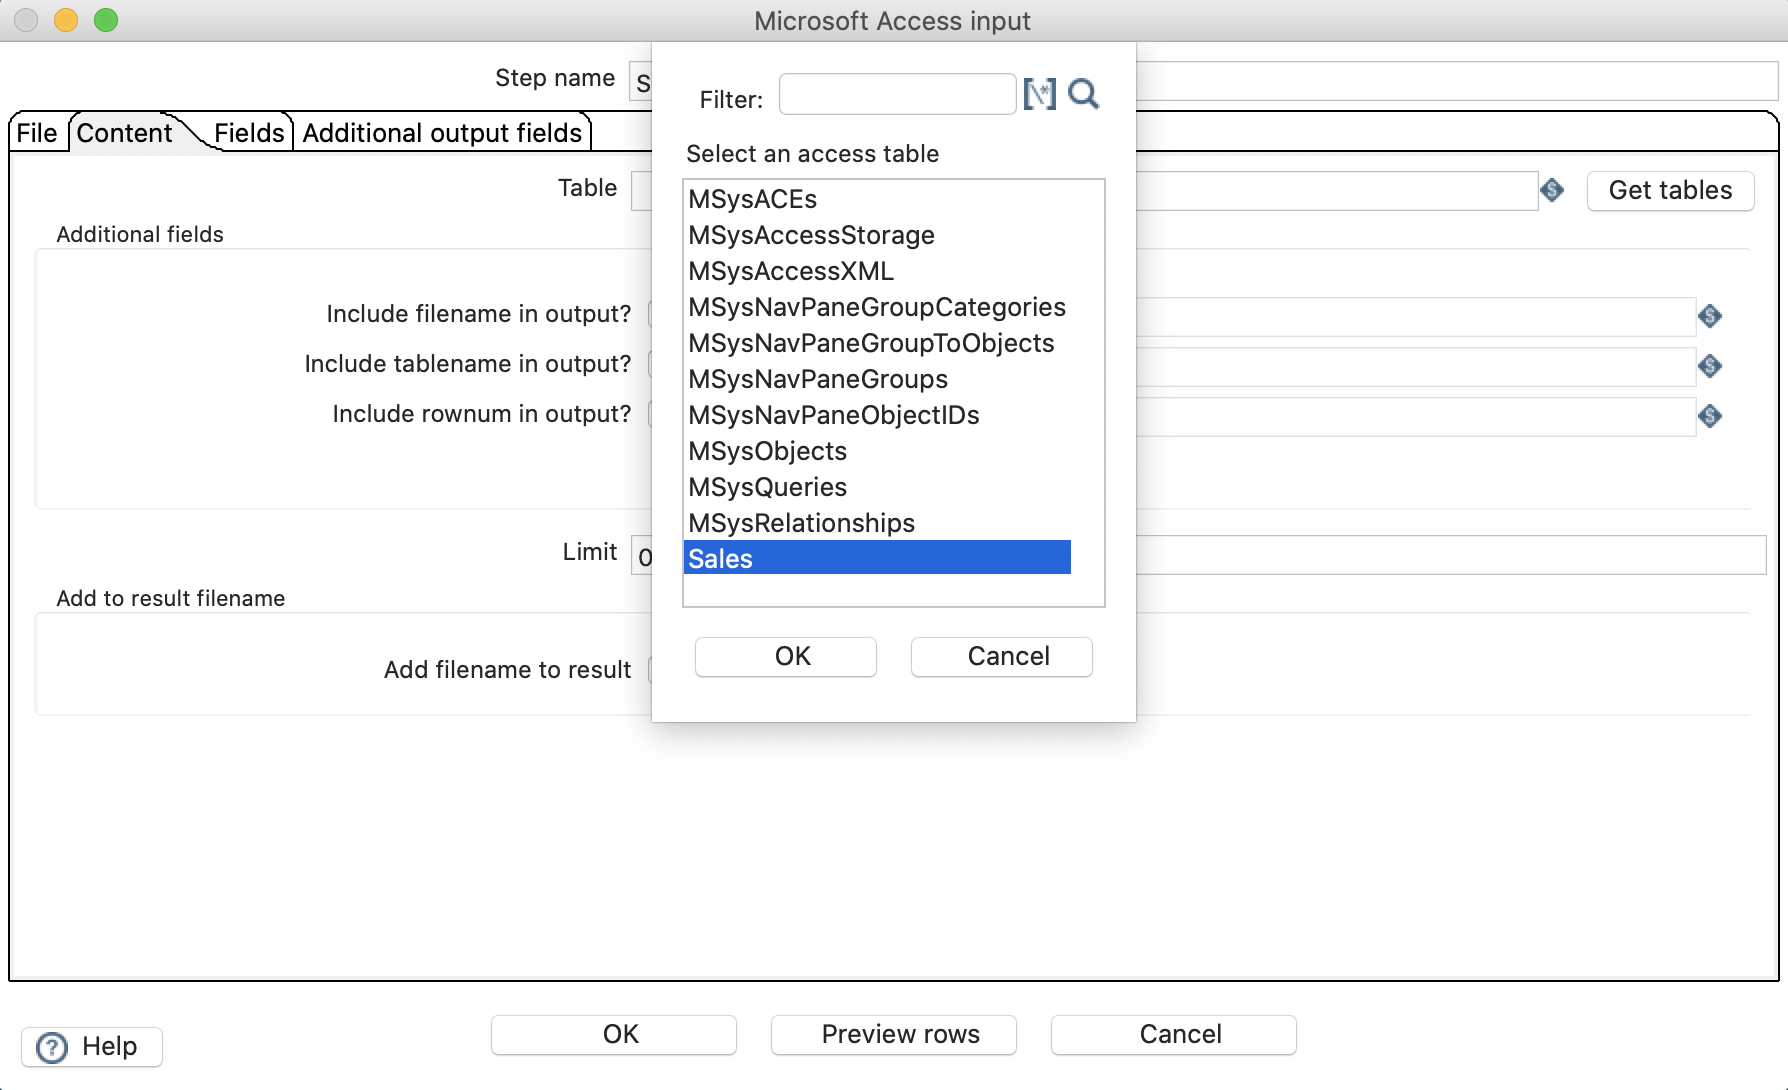 Microsoft Access input
Step name S
File Content Fields Additional output fields
Filter: [\*]
Select an access table
Table Get tables
Additional fields
Include filename in output?
Include tablename in output?
Include rownum in output?
MSysACEs
MSysAccessStorage
MSysAccessXML
MSysNavPaneGroupCategories
MSysNavPaneGroupToObjects
MSysNavPaneGroups
MSysNavPaneObjectIDs
MSysObjects
MSysQueries
MSysRelationships
Sales
OK Cancel
Limit 0
Add to result filename
Add filename to result
Help OK Preview rows Cancel